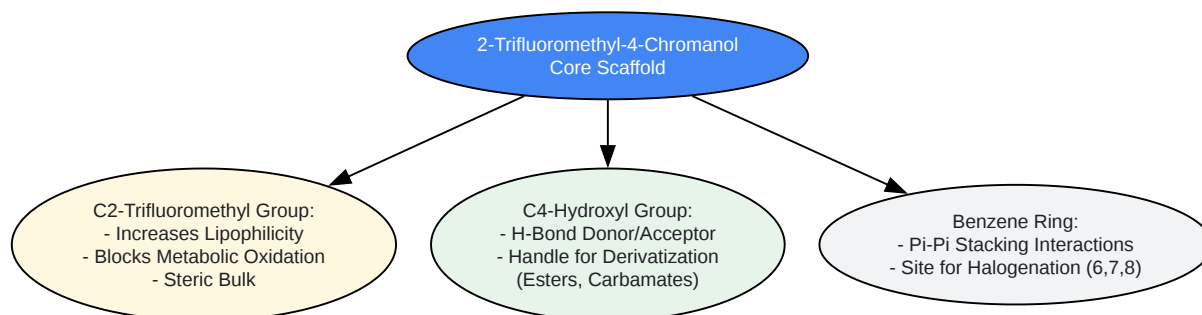 2-Trifluoromethyl-4-Chromanol
Core Scaffold
C2-Trifluoromethyl Group:
- Increases Lipophilicity
- Blocks Metabolic Oxidation
- Steric Bulk
C4-Hydroxyl Group:
- H-Bond Donor/Acceptor
- Handle for Derivatization
(Esters, Carbamates)
Benzene Ring:
- Pi-Pi Stacking Interactions
- Site for Halogenation (6,7,8)